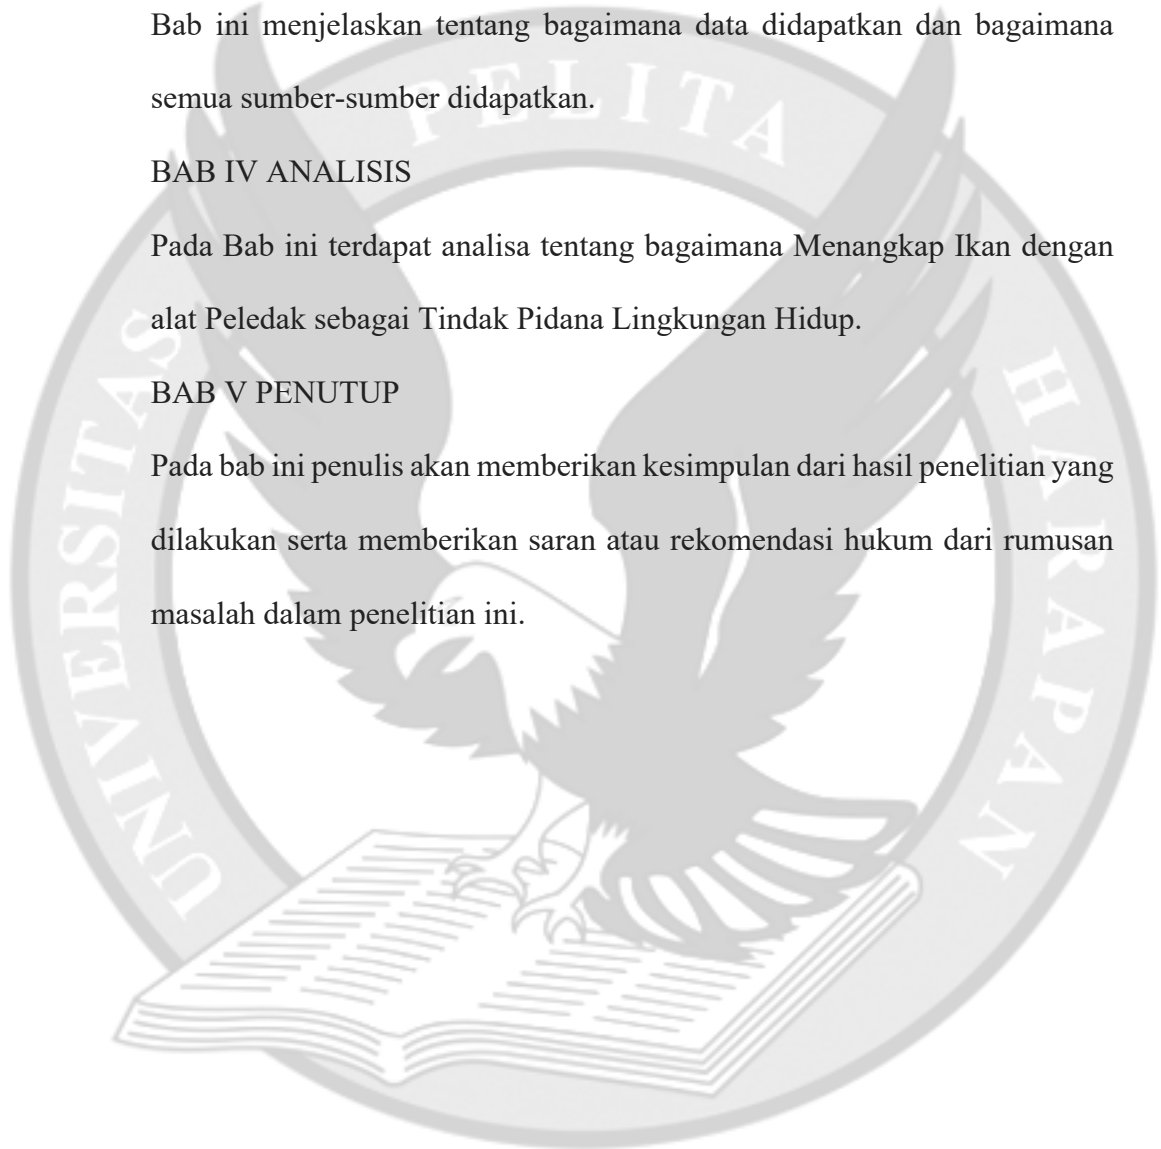 Bab ini menjelaskan tentang bagaimana data didapatkan dan bagaimana
semua sumber-sumber didapatkan.
BAB IV ANALISIS
Pada Bab ini terdapat analisa tentang bagaimana Menangkap Ikan dengan
alat Peledak sebagai Tindak Pidana Lingkungan Hidup.
BAB V PENUTUP
Pada bab ini penulis akan memberikan kesimpulan dari hasil penelitian yang
dilakukan serta memberikan saran atau rekomendasi hukum dari rumusan
masalah dalam penelitian ini.
UNIVERSITAS PELITA HARAPAN